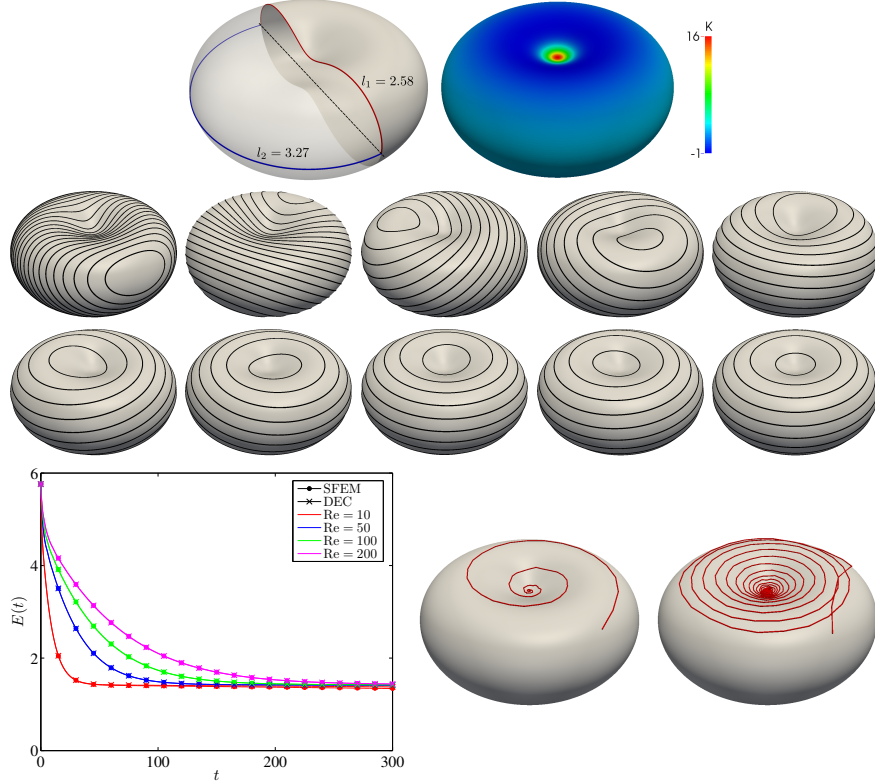 K
16
l₁ = 2.58
l₂ = 3.27
-1
6
SFEM
DEC
Re = 10
Re = 50
Re = 100
Re = 200
4
E(t)
2
0
0 100 200 300
t